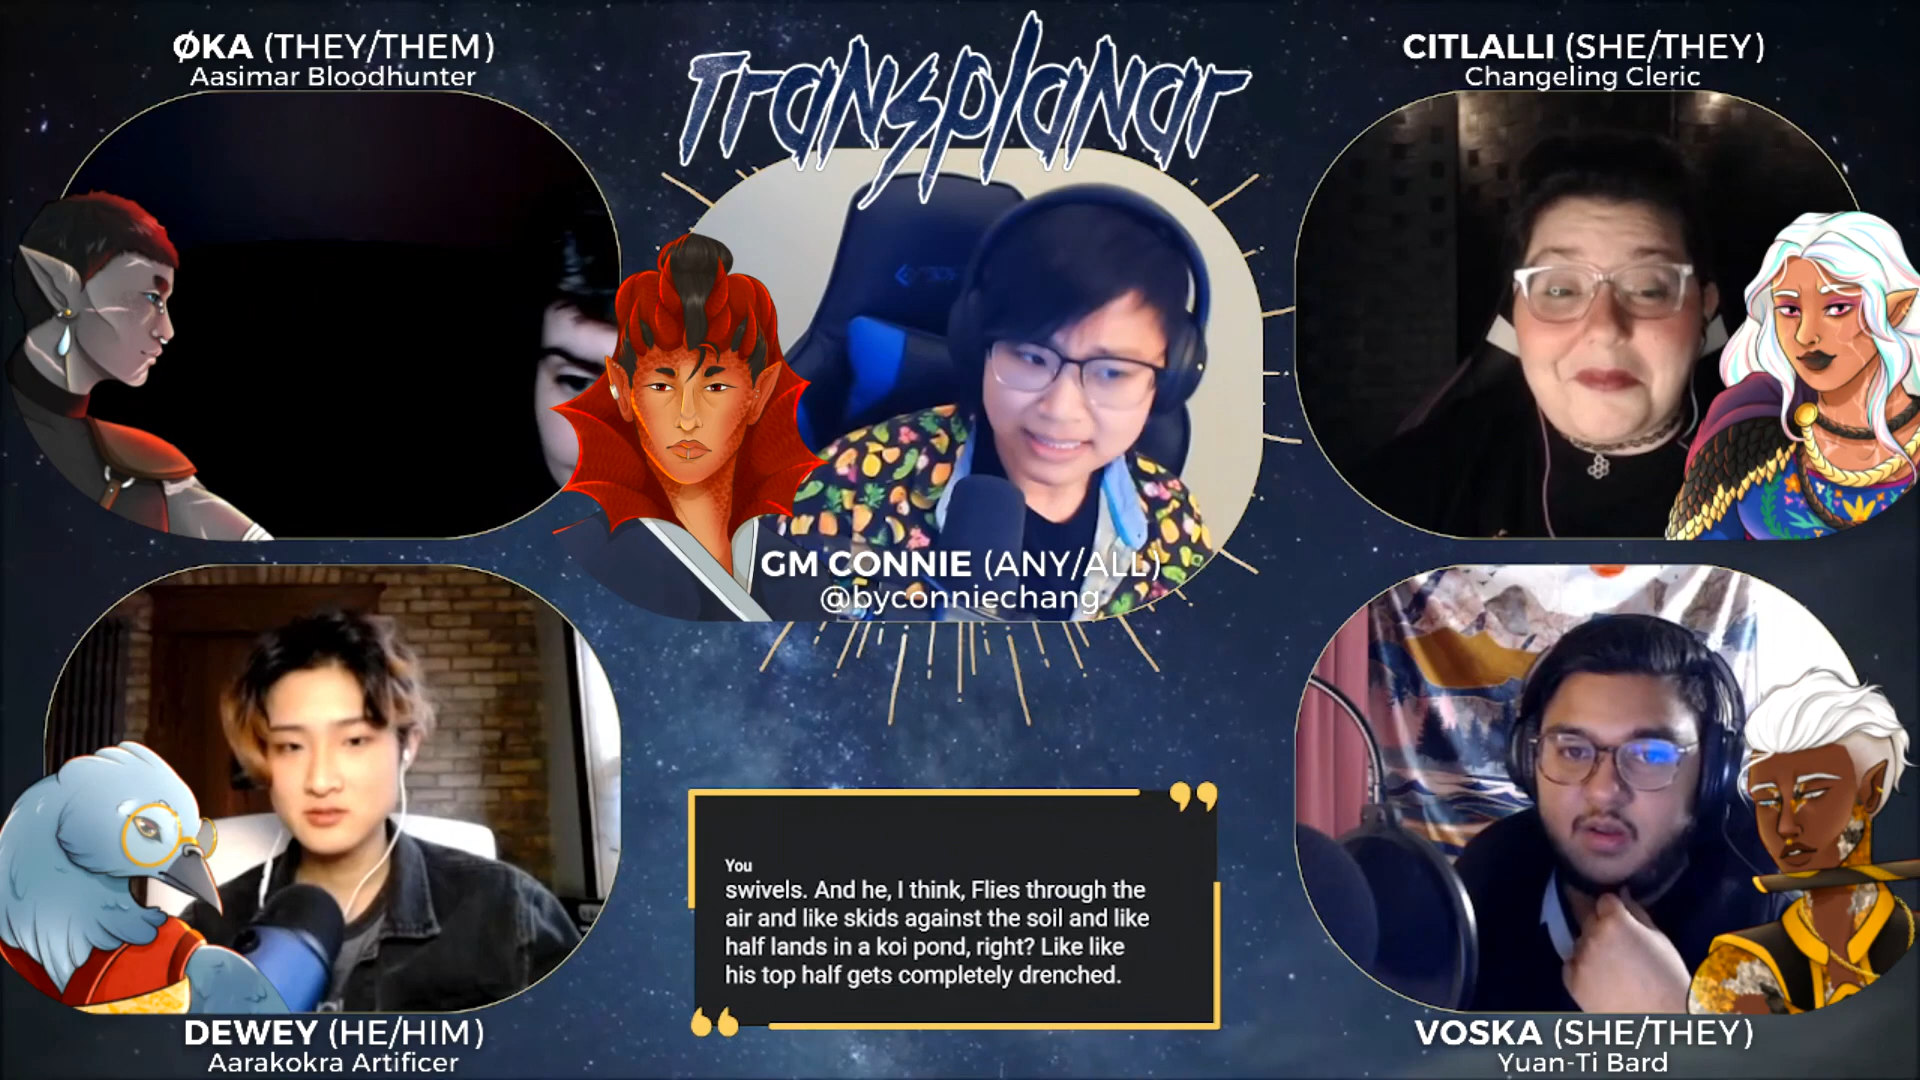 ØKA (THEY/THEM)
Aasimar Bloodhunter
Transplanar
CITLALLI (SHE/THEY)
Changeling Cleric
GM CONNIE (ANY/ALL)
@byconniechang
DEWEY (HE/HIM)
Aarakokra Artificer
You
swivels. And he, I think, Flies through the
air and like skids against the soil and like
half lands in a koi pond, right? Like like
his top half gets completely drenched.
VOSKA (SHE/THEY)
Yuan-Ti Bard